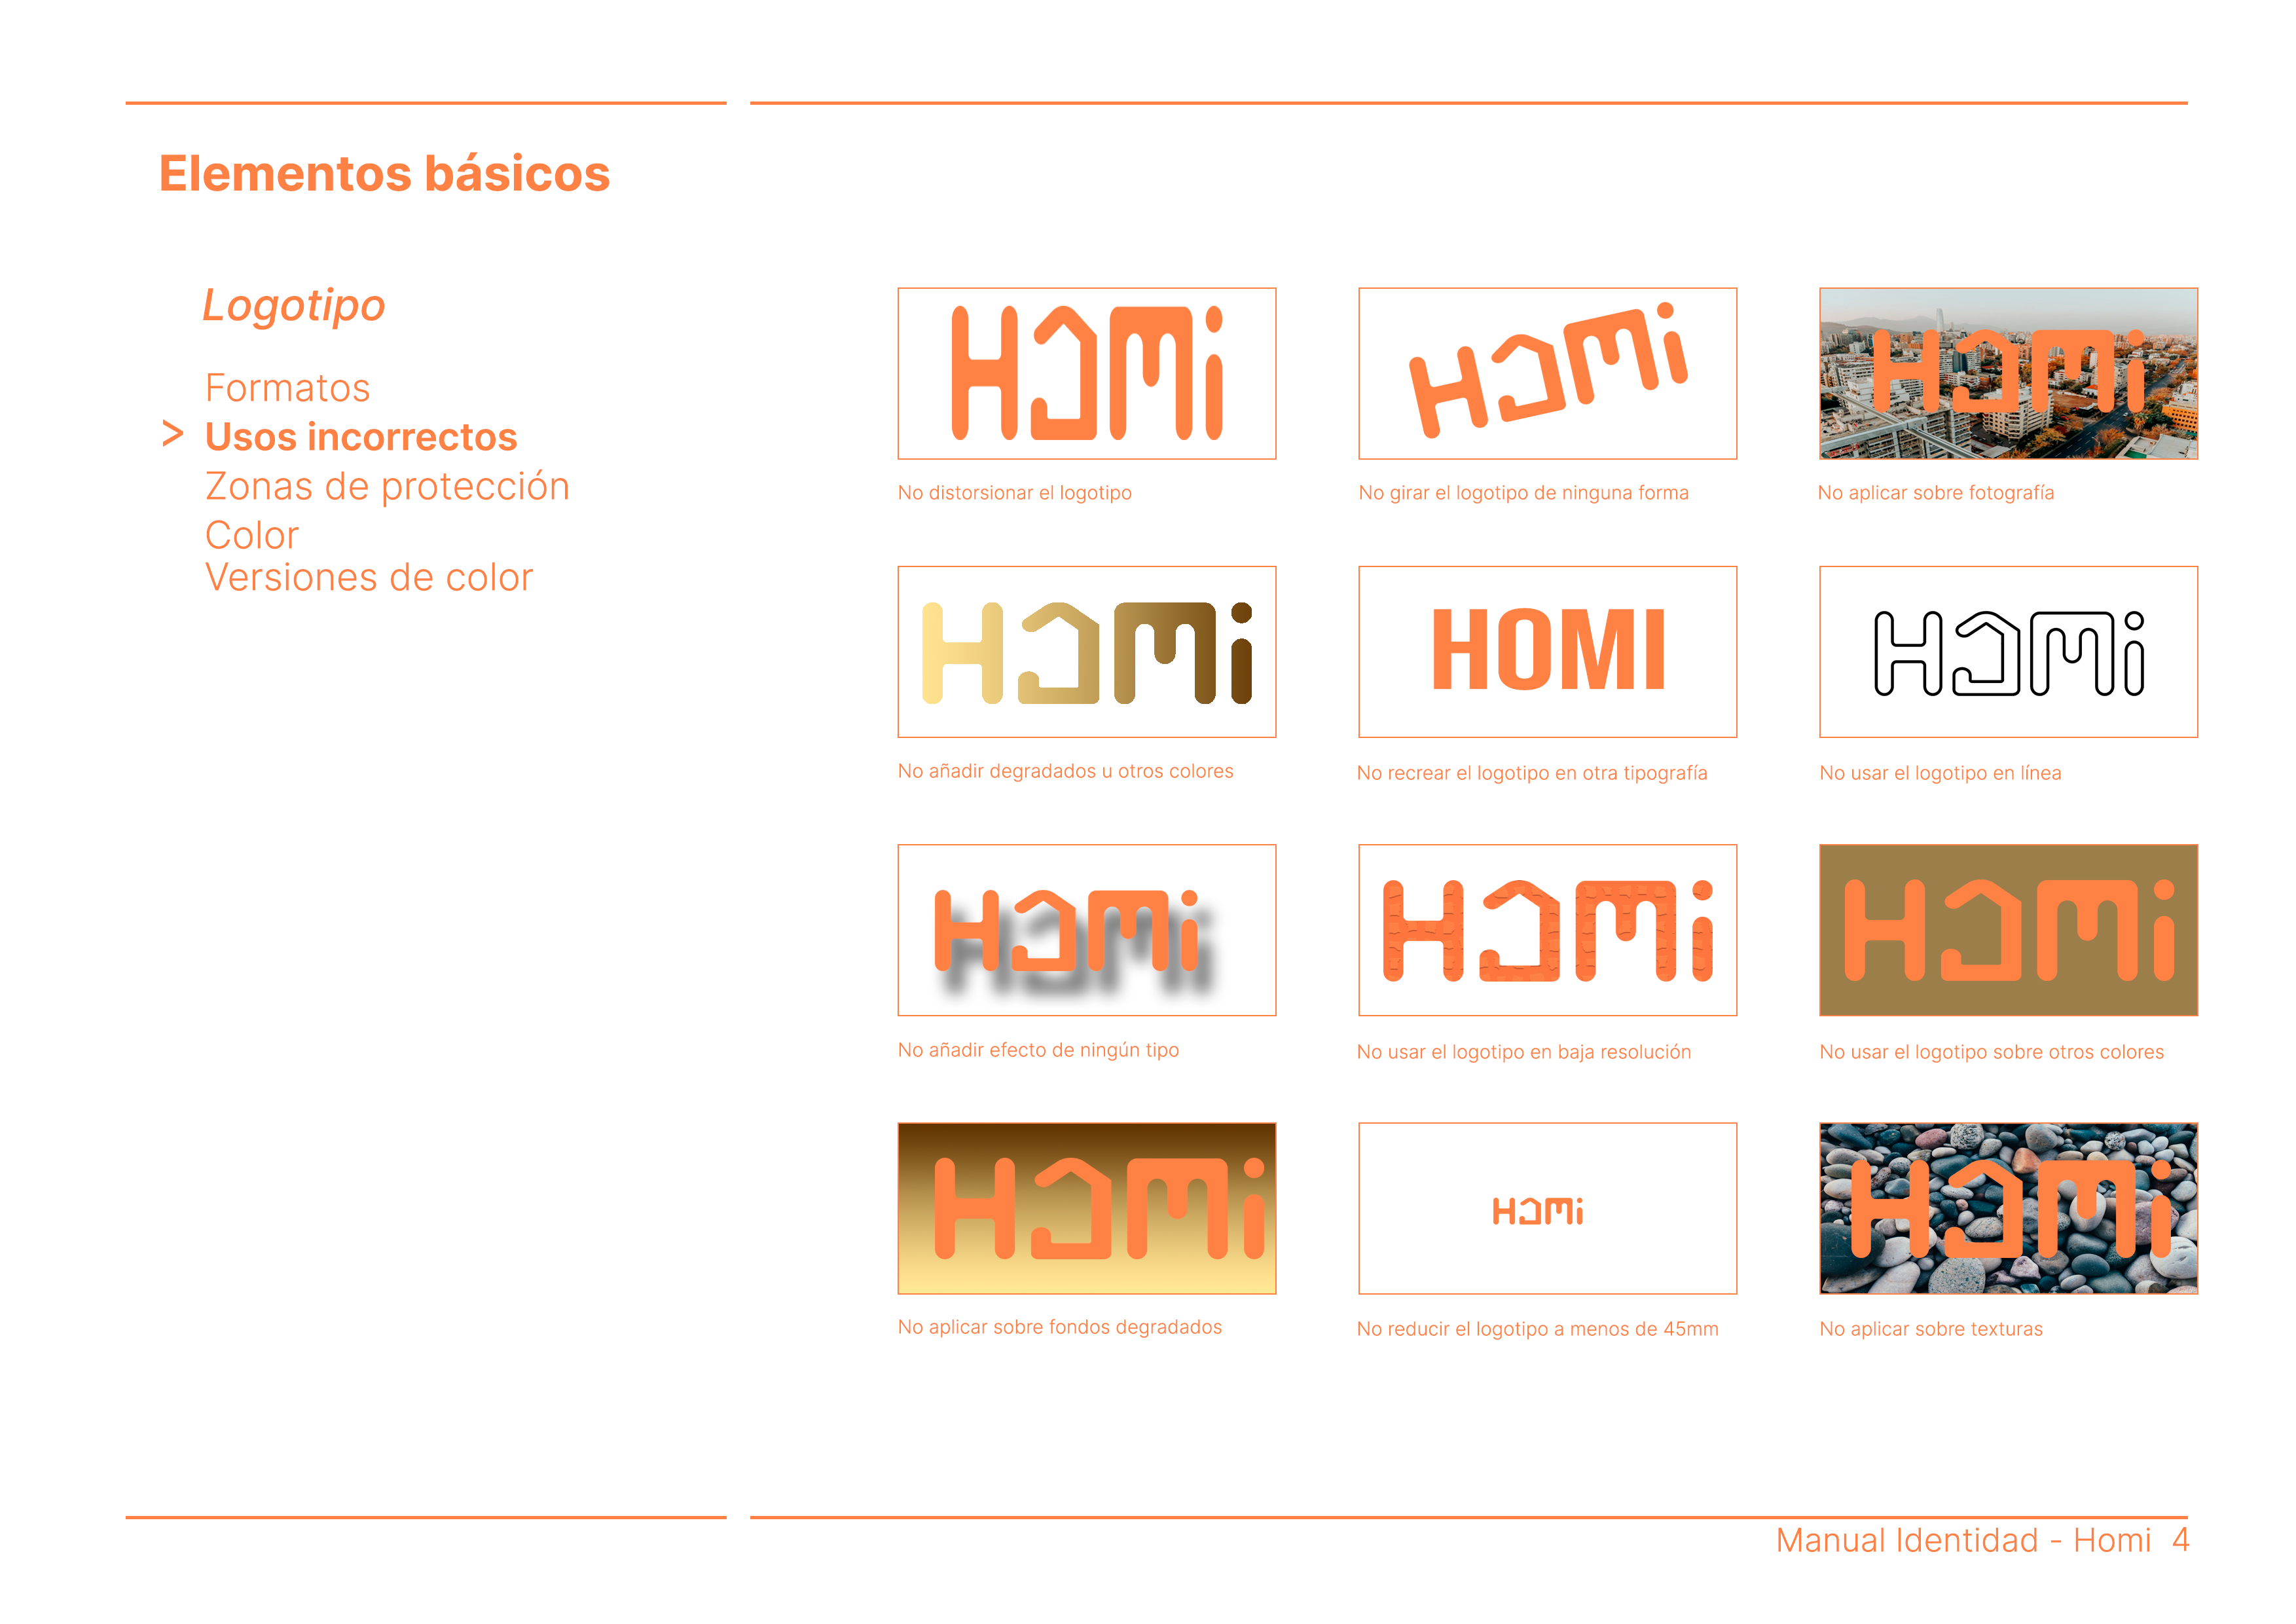 Elementos básicos
Logotipo
Formatos
> Usos incorrectos
Zonas de protección
Color
Versiones de color
Homi
Homi
Homi
No distorsionar el logotipo
No girar el logotipo de ninguna forma
No aplicar sobre fotografía
Homi
HOMI
Homi
No añadir degradados u otros colores
No recrear el logotipo en otra tipografía
No usar el logotipo en línea
Homi
Homi
Homi
No añadir efecto de ningún tipo
No usar el logotipo en baja resolución
No usar el logotipo sobre otros colores
Homi
Homi
Homi
No aplicar sobre fondos degradados
No reducir el logotipo a menos de 45mm
No aplicar sobre texturas
Manual Identidad - Homi 4